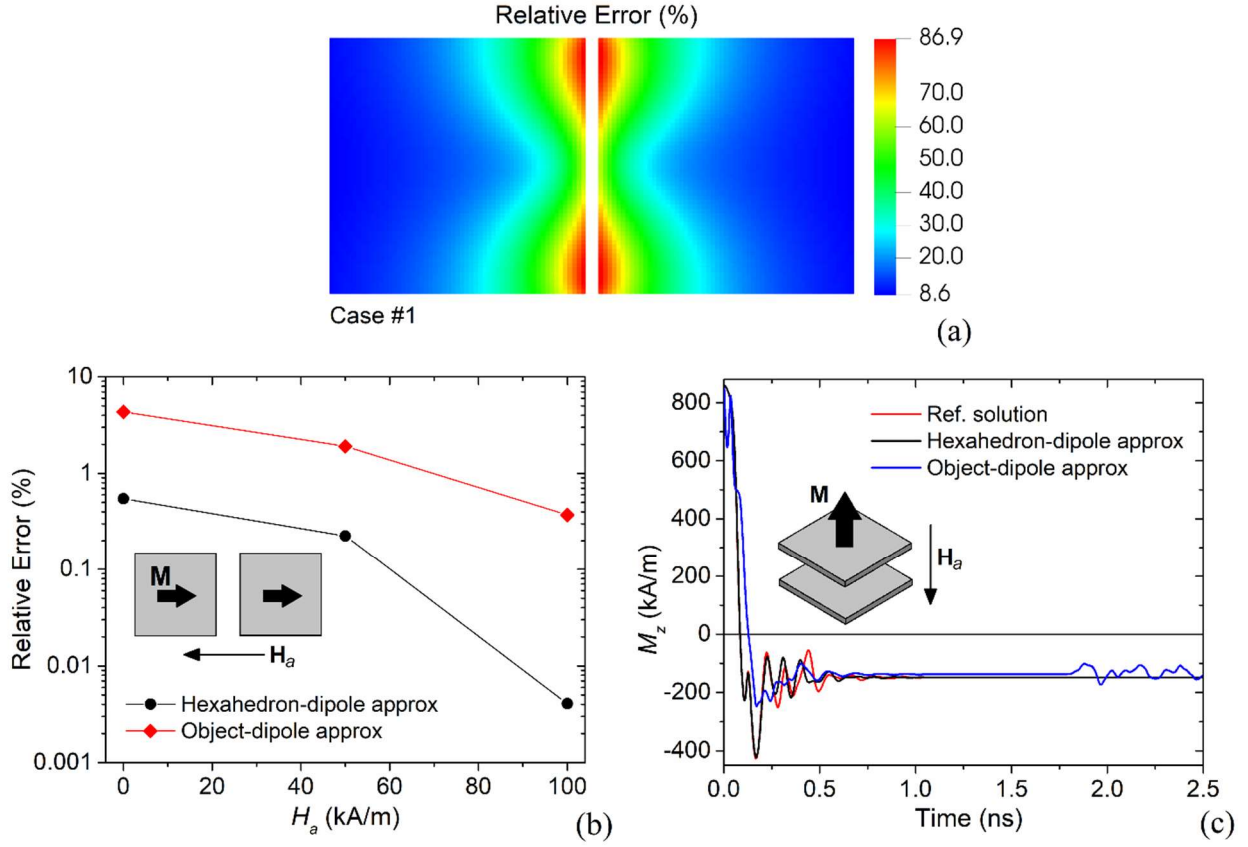 Relative Error (%)
86.9
70.0
60.0
50.0
40.0
30.0
20.0
8.6
Case #1
(a)
10
1
0.1
0.01
0.001
Relative Error (%)
M
Hₐ
Hexahedron-dipole approx
Object-dipole approx
0 20 40 60 80 100
Hₐ (kA/m)
(b)
800
600
400
200
0
-200
-400
M_z (kA/m)
Ref. solution
Hexahedron-dipole approx
Object-dipole approx
M
Hₐ
0.0 0.5 1.0 1.5 2.0 2.5
Time (ns)
(c)